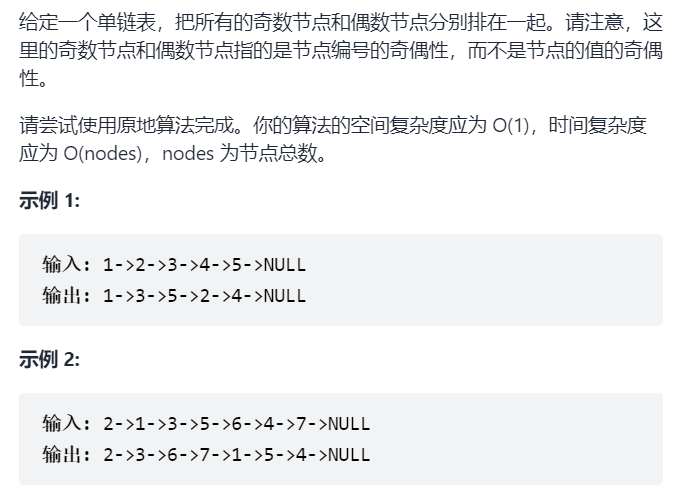 给定一个单链表，把所有的奇数节点和偶数节点分别排在一起。请注意，这
里的奇数节点和偶数节点指的是节点编号的奇偶性，而不是节点的值的奇偶
性。
请尝试使用原地算法完成。你的算法的空间复杂度应为 O(1)，时间复杂度
应为 O(nodes)，nodes 为节点总数。
示例 1:
输入: 1->2->3->4->5->NULL
输出: 1->3->5->2->4->NULL
示例 2:
输入: 2->1->3->5->6->4->7->NULL
输出: 2->3->6->7->1->5->4->NULL